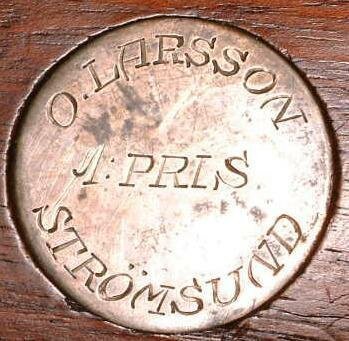 O. LARSSON
1: PRIS
STRÖMSUND